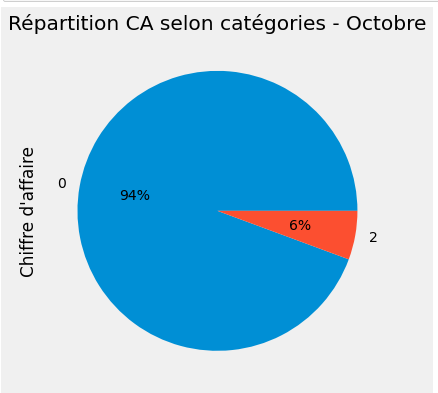 Répartition CA selon catégories - Octobre
Chiffre d'affaire
0
94%
6%
2